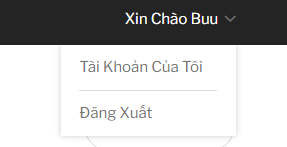 Xin Chào Buu
Tài Khoản Của Tôi
Đăng Xuất